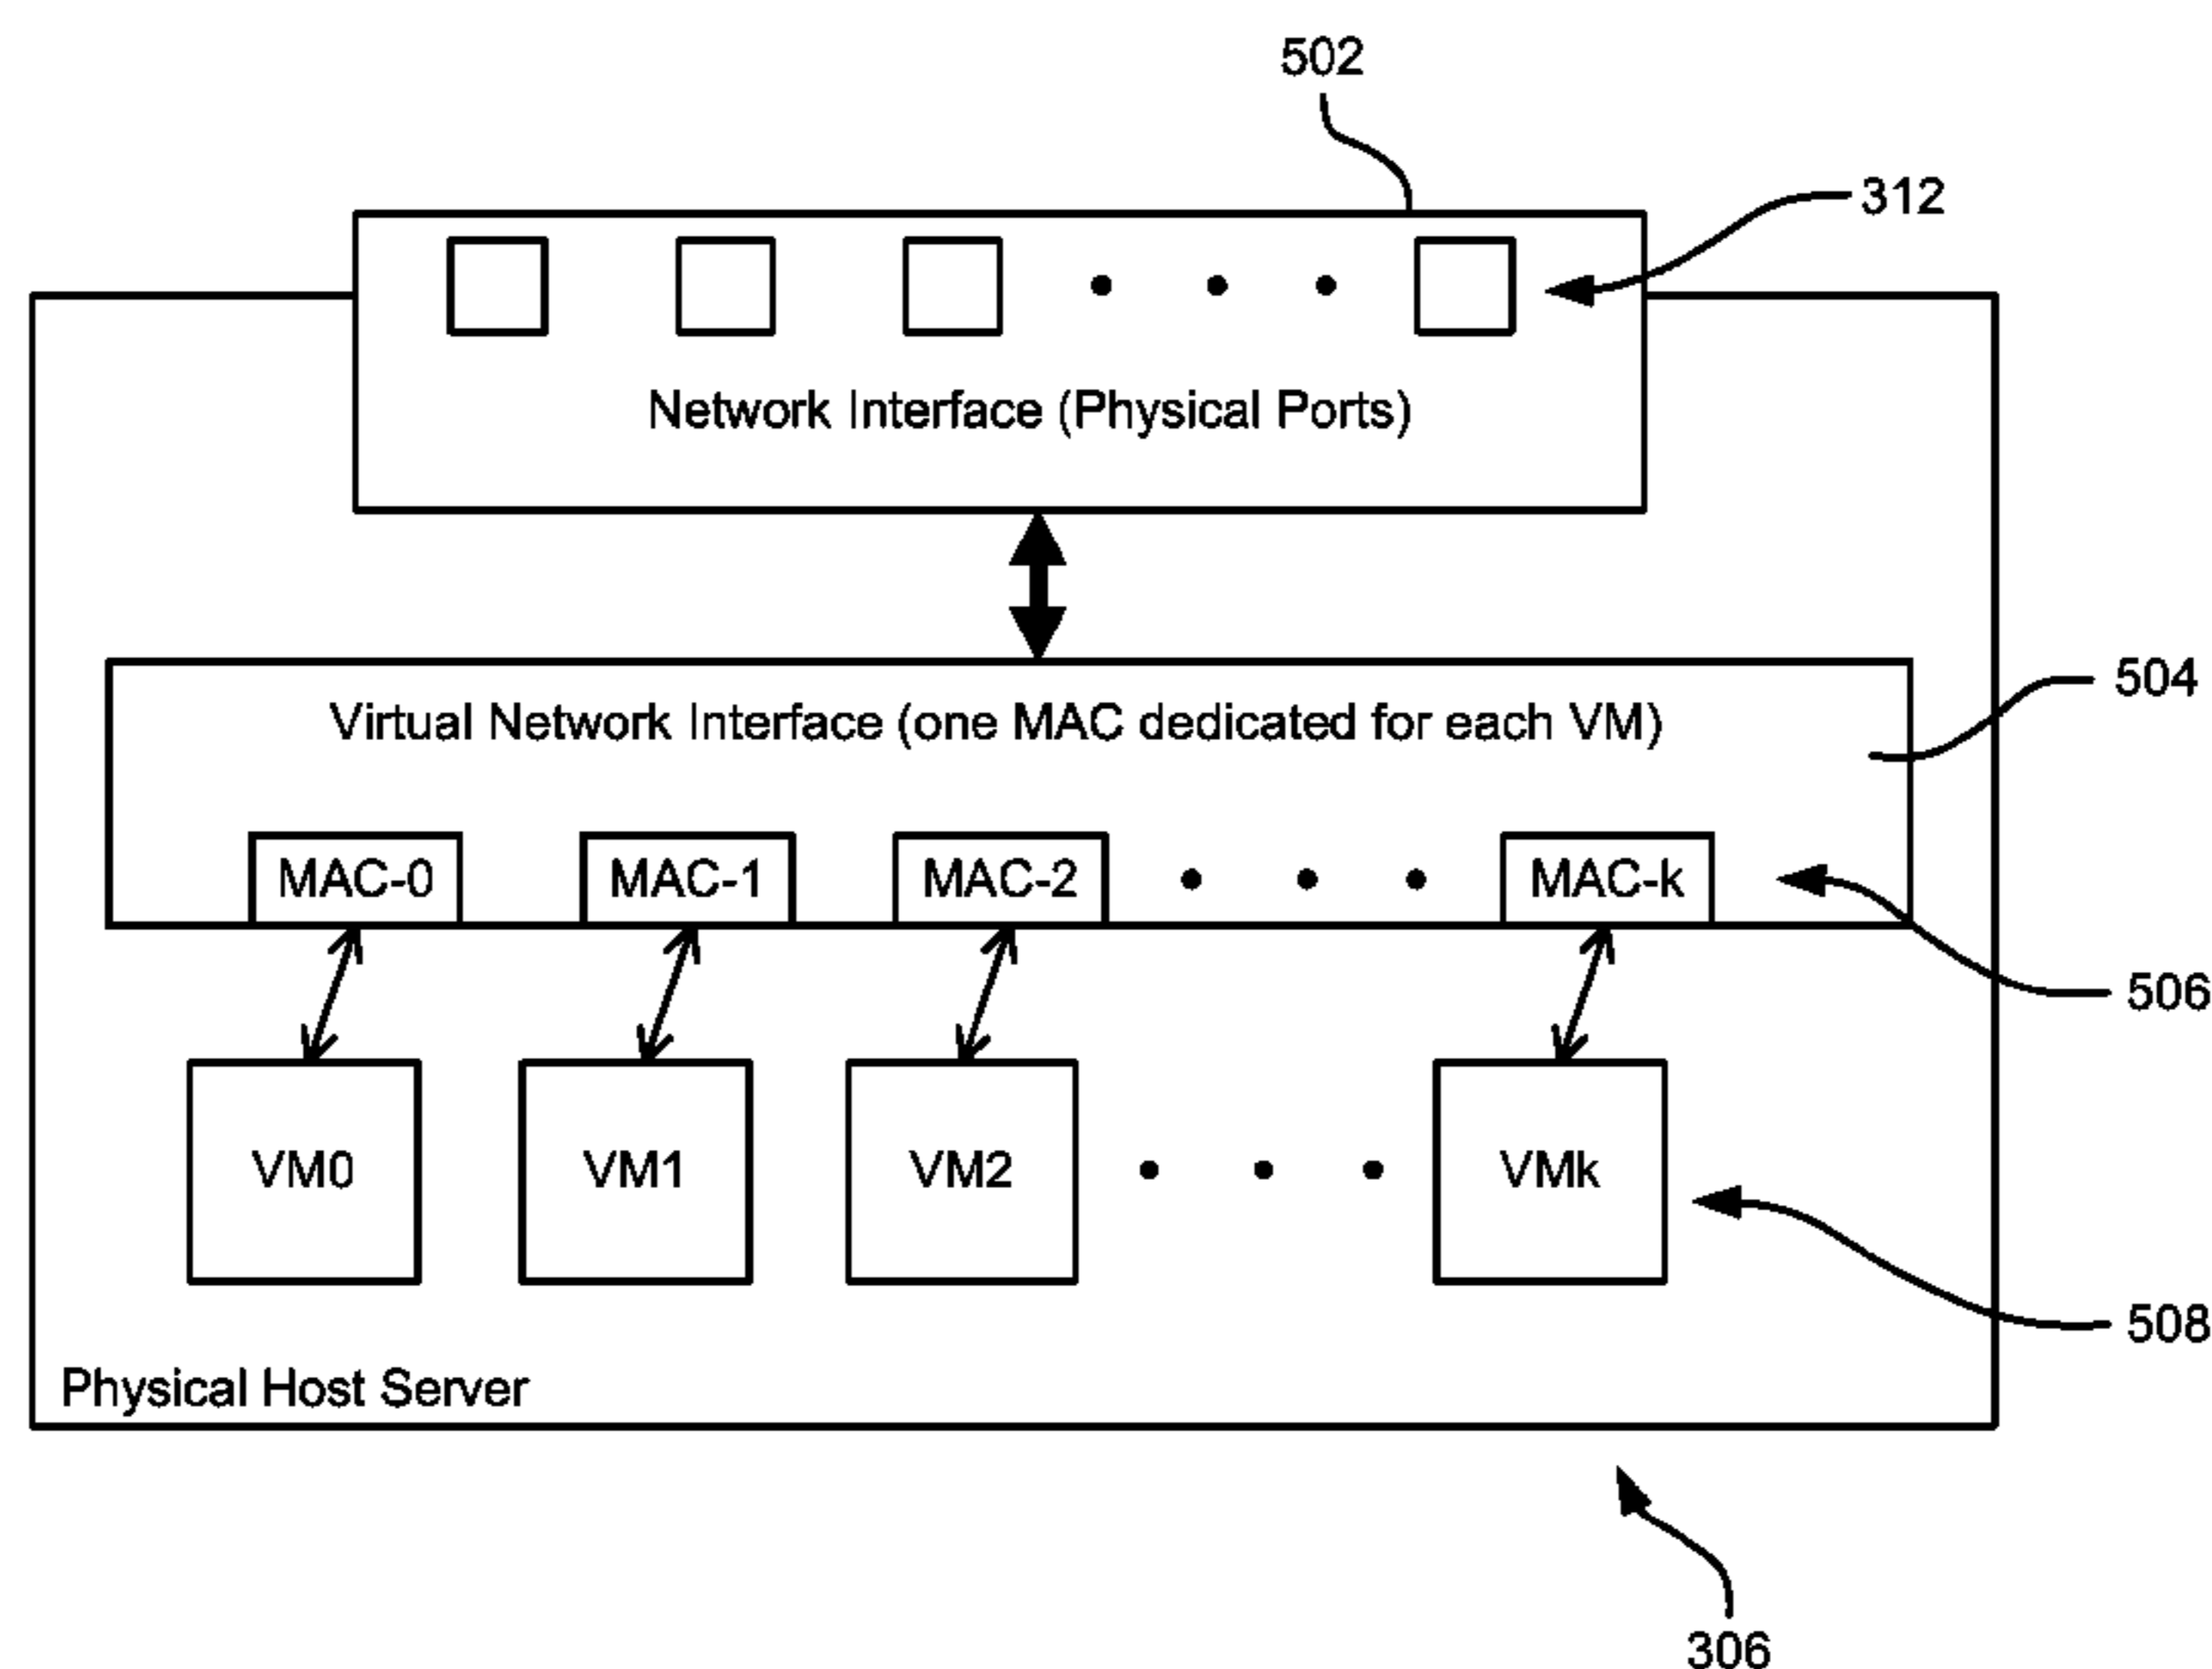 502
312
Network Interface (Physical Ports)
504
Virtual Network Interface (one MAC dedicated for each VM)
MAC-0 MAC-1 MAC-2 MAC-k
506
VM0 VM1 VM2 VMk
508
Physical Host Server
306